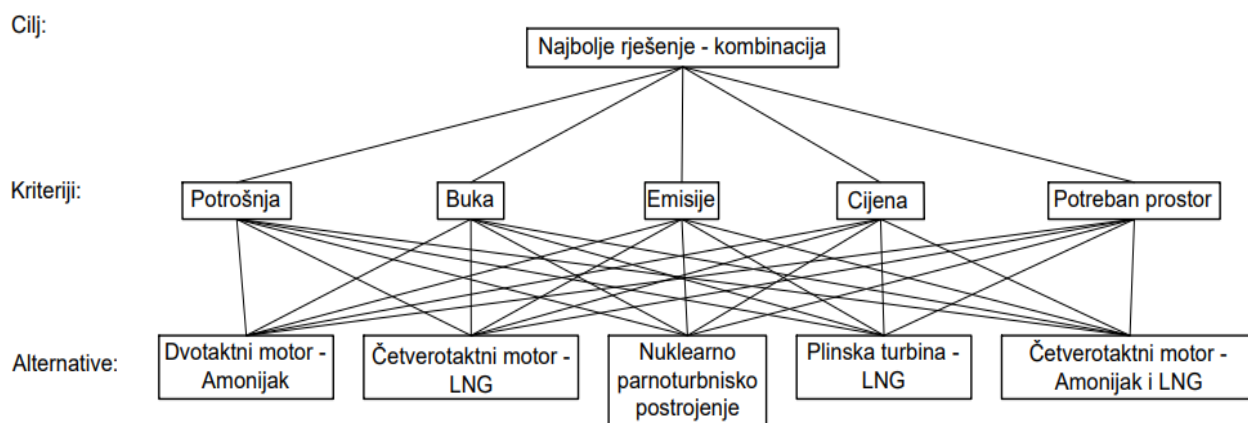 Cilj:
Najbolje rješenje - kombinacija
Kriteriji:
Potrošnja
Buka
Emisije
Cijena
Potreban prostor
Alternative:
Dvotaktni motor -
Amonijak
Četverotaktni motor -
LNG
Nuklearno
parnoturbnisko
postrojenje
Plinska turbina -
LNG
Četverotaktni motor -
Amonijak i LNG